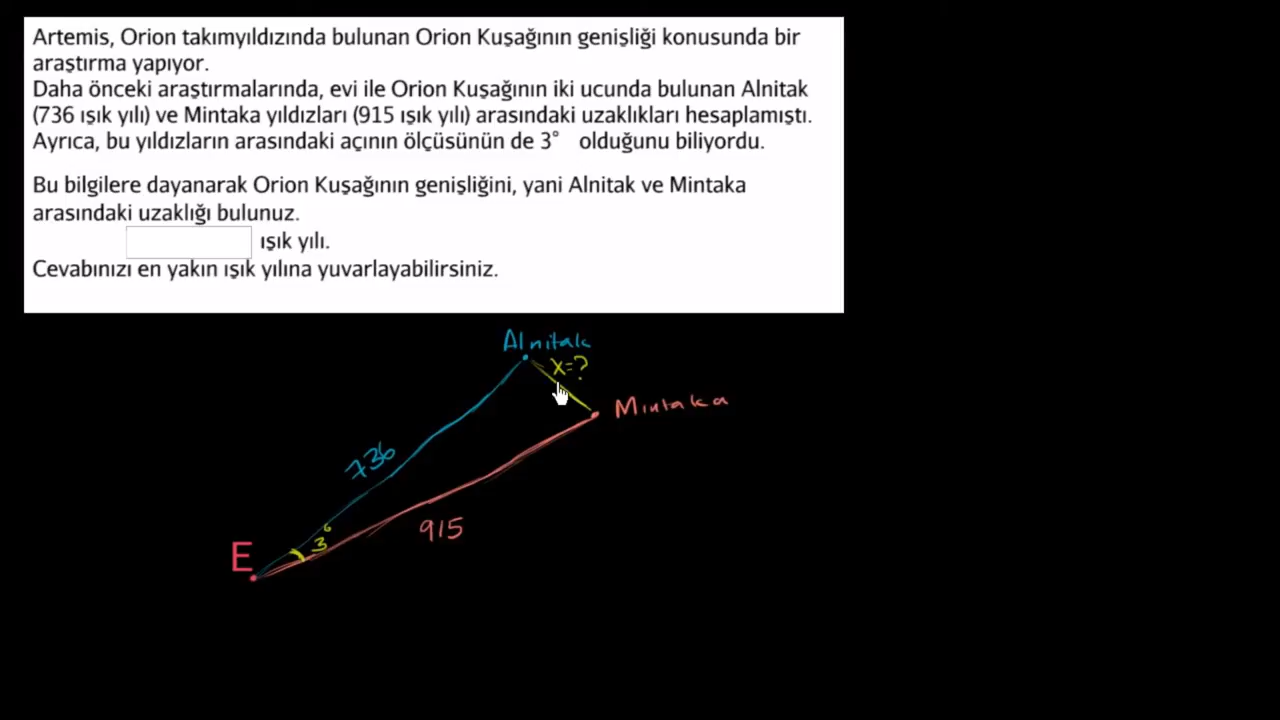 Artemis, Orion takımyıldızında bulunan Orion Kuşağının genişliği konusunda bir
araştırma yapıyor.
Daha önceki araştırmalarında, evi ile Orion Kuşağının iki ucunda bulunan Alnitak
(736 ışık yılı) ve Mintaka yıldızları (915 ışık yılı) arasındaki uzaklıkları hesaplamıştı.
Ayrıca, bu yıldızların arasındaki açının ölçüsünün de 3° olduğunu biliyordu.
Bu bilgilere dayanarak Orion Kuşağının genişliğini, yani Alnitak ve Mintaka
arasındaki uzaklığı bulunuz.
ışık yılı.
Cevabınızı en yakın ışık yılına yuvarlayabilirsiniz.
Alnitak
x=?
Mintaka
736
915
3°
E